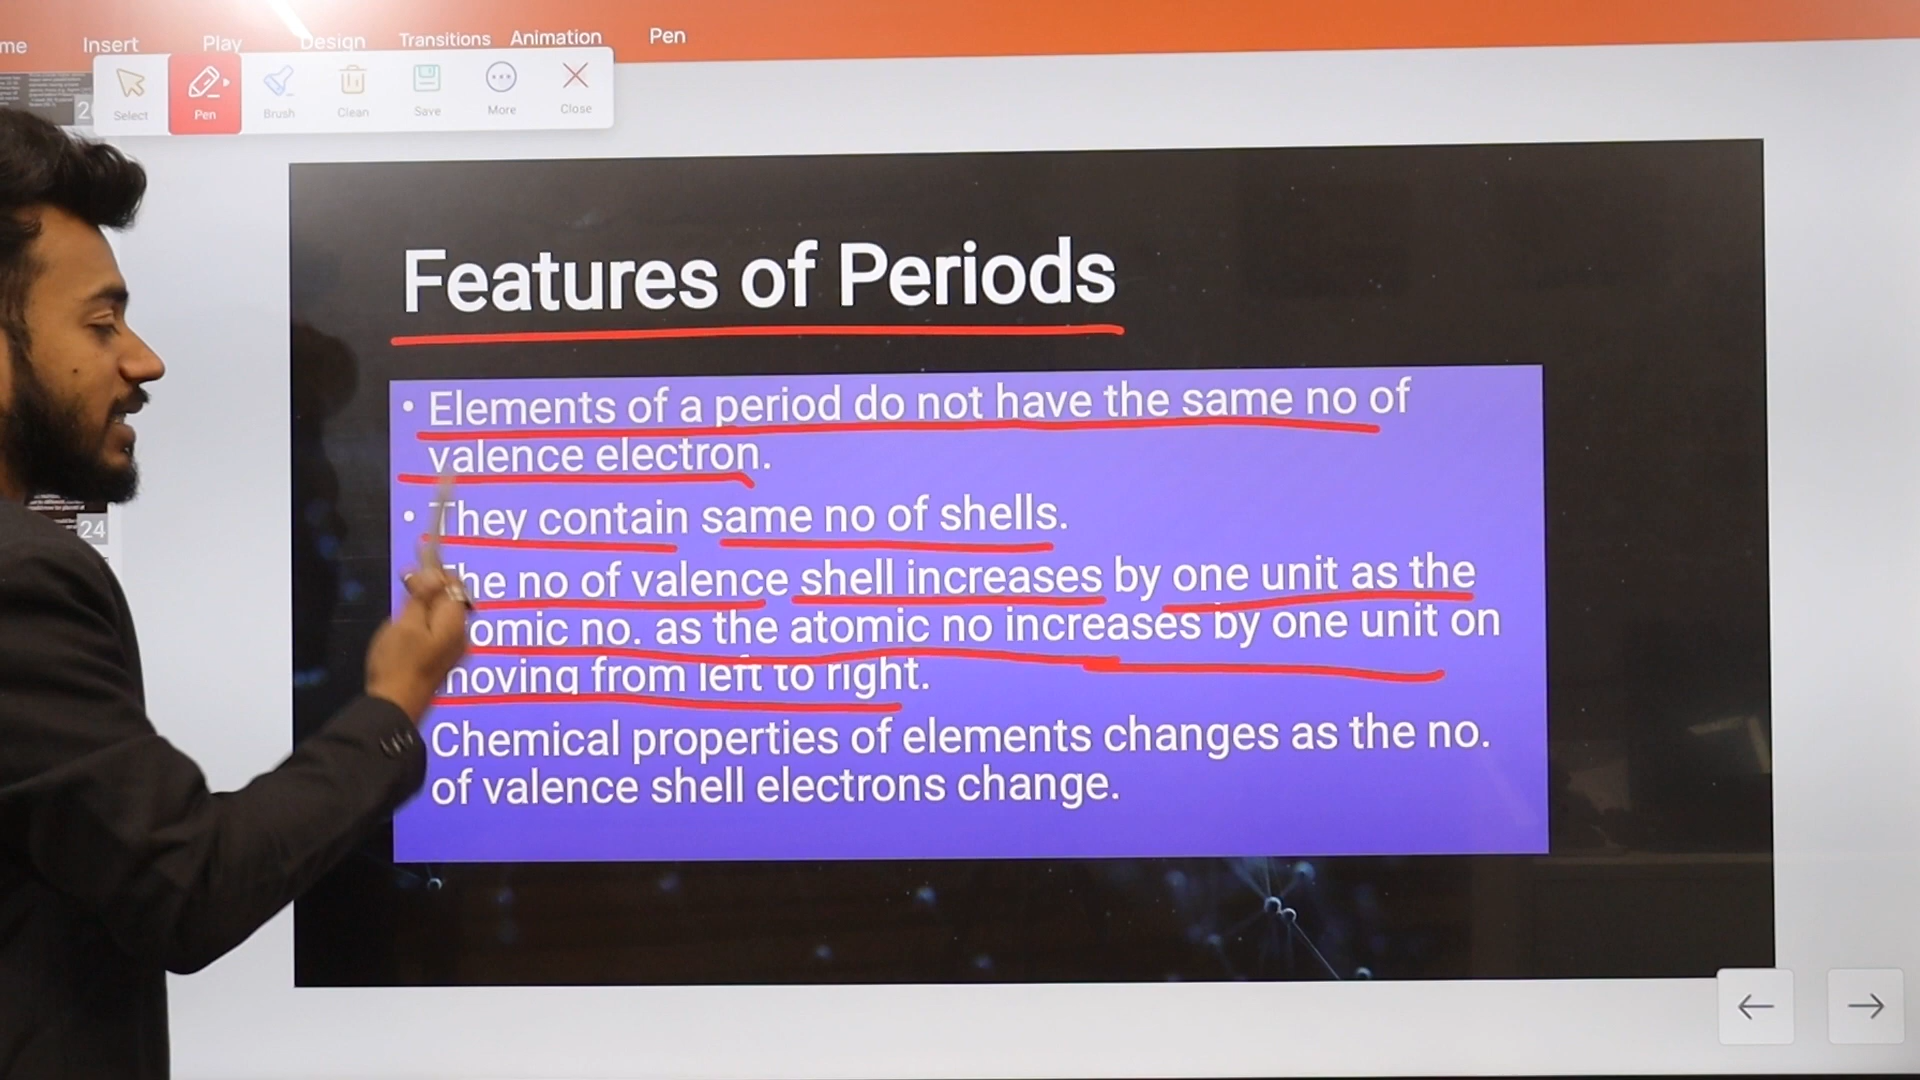 me Insert Play Design Transitions Animation Pen
Select Pen Brush Clean Save More Close
24
Features of Periods
• Elements of a period do not have the same no of
valence electron.
• They contain same no of shells.
The no of valence shell increases by one unit as the
omic no. as the atomic no increases by one unit on
moving from left to right.
Chemical properties of elements changes as the no.
of valence shell electrons change.